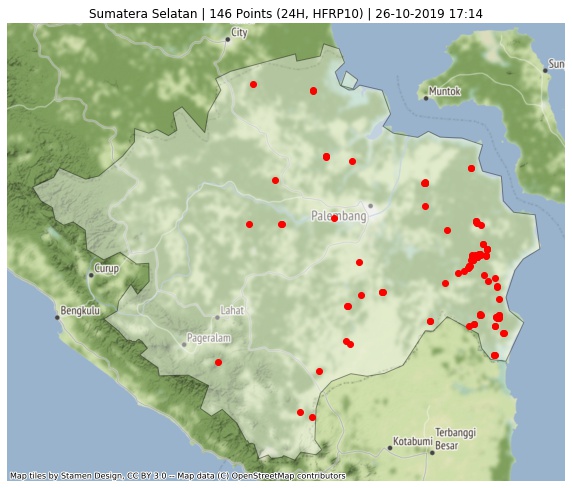 Sumatera Selatan | 146 Points (24H, HFRP10) | 26-10-2019 17:14
City
Sun
Muntok
Palembang
Curup
Bengkulu
Lahat
Pageralam
Kotabumi
Terbanggi
Besar
Map tiles by Stamen Design, CC BY 3.0 -- Map data (C) OpenStreetMap contributors